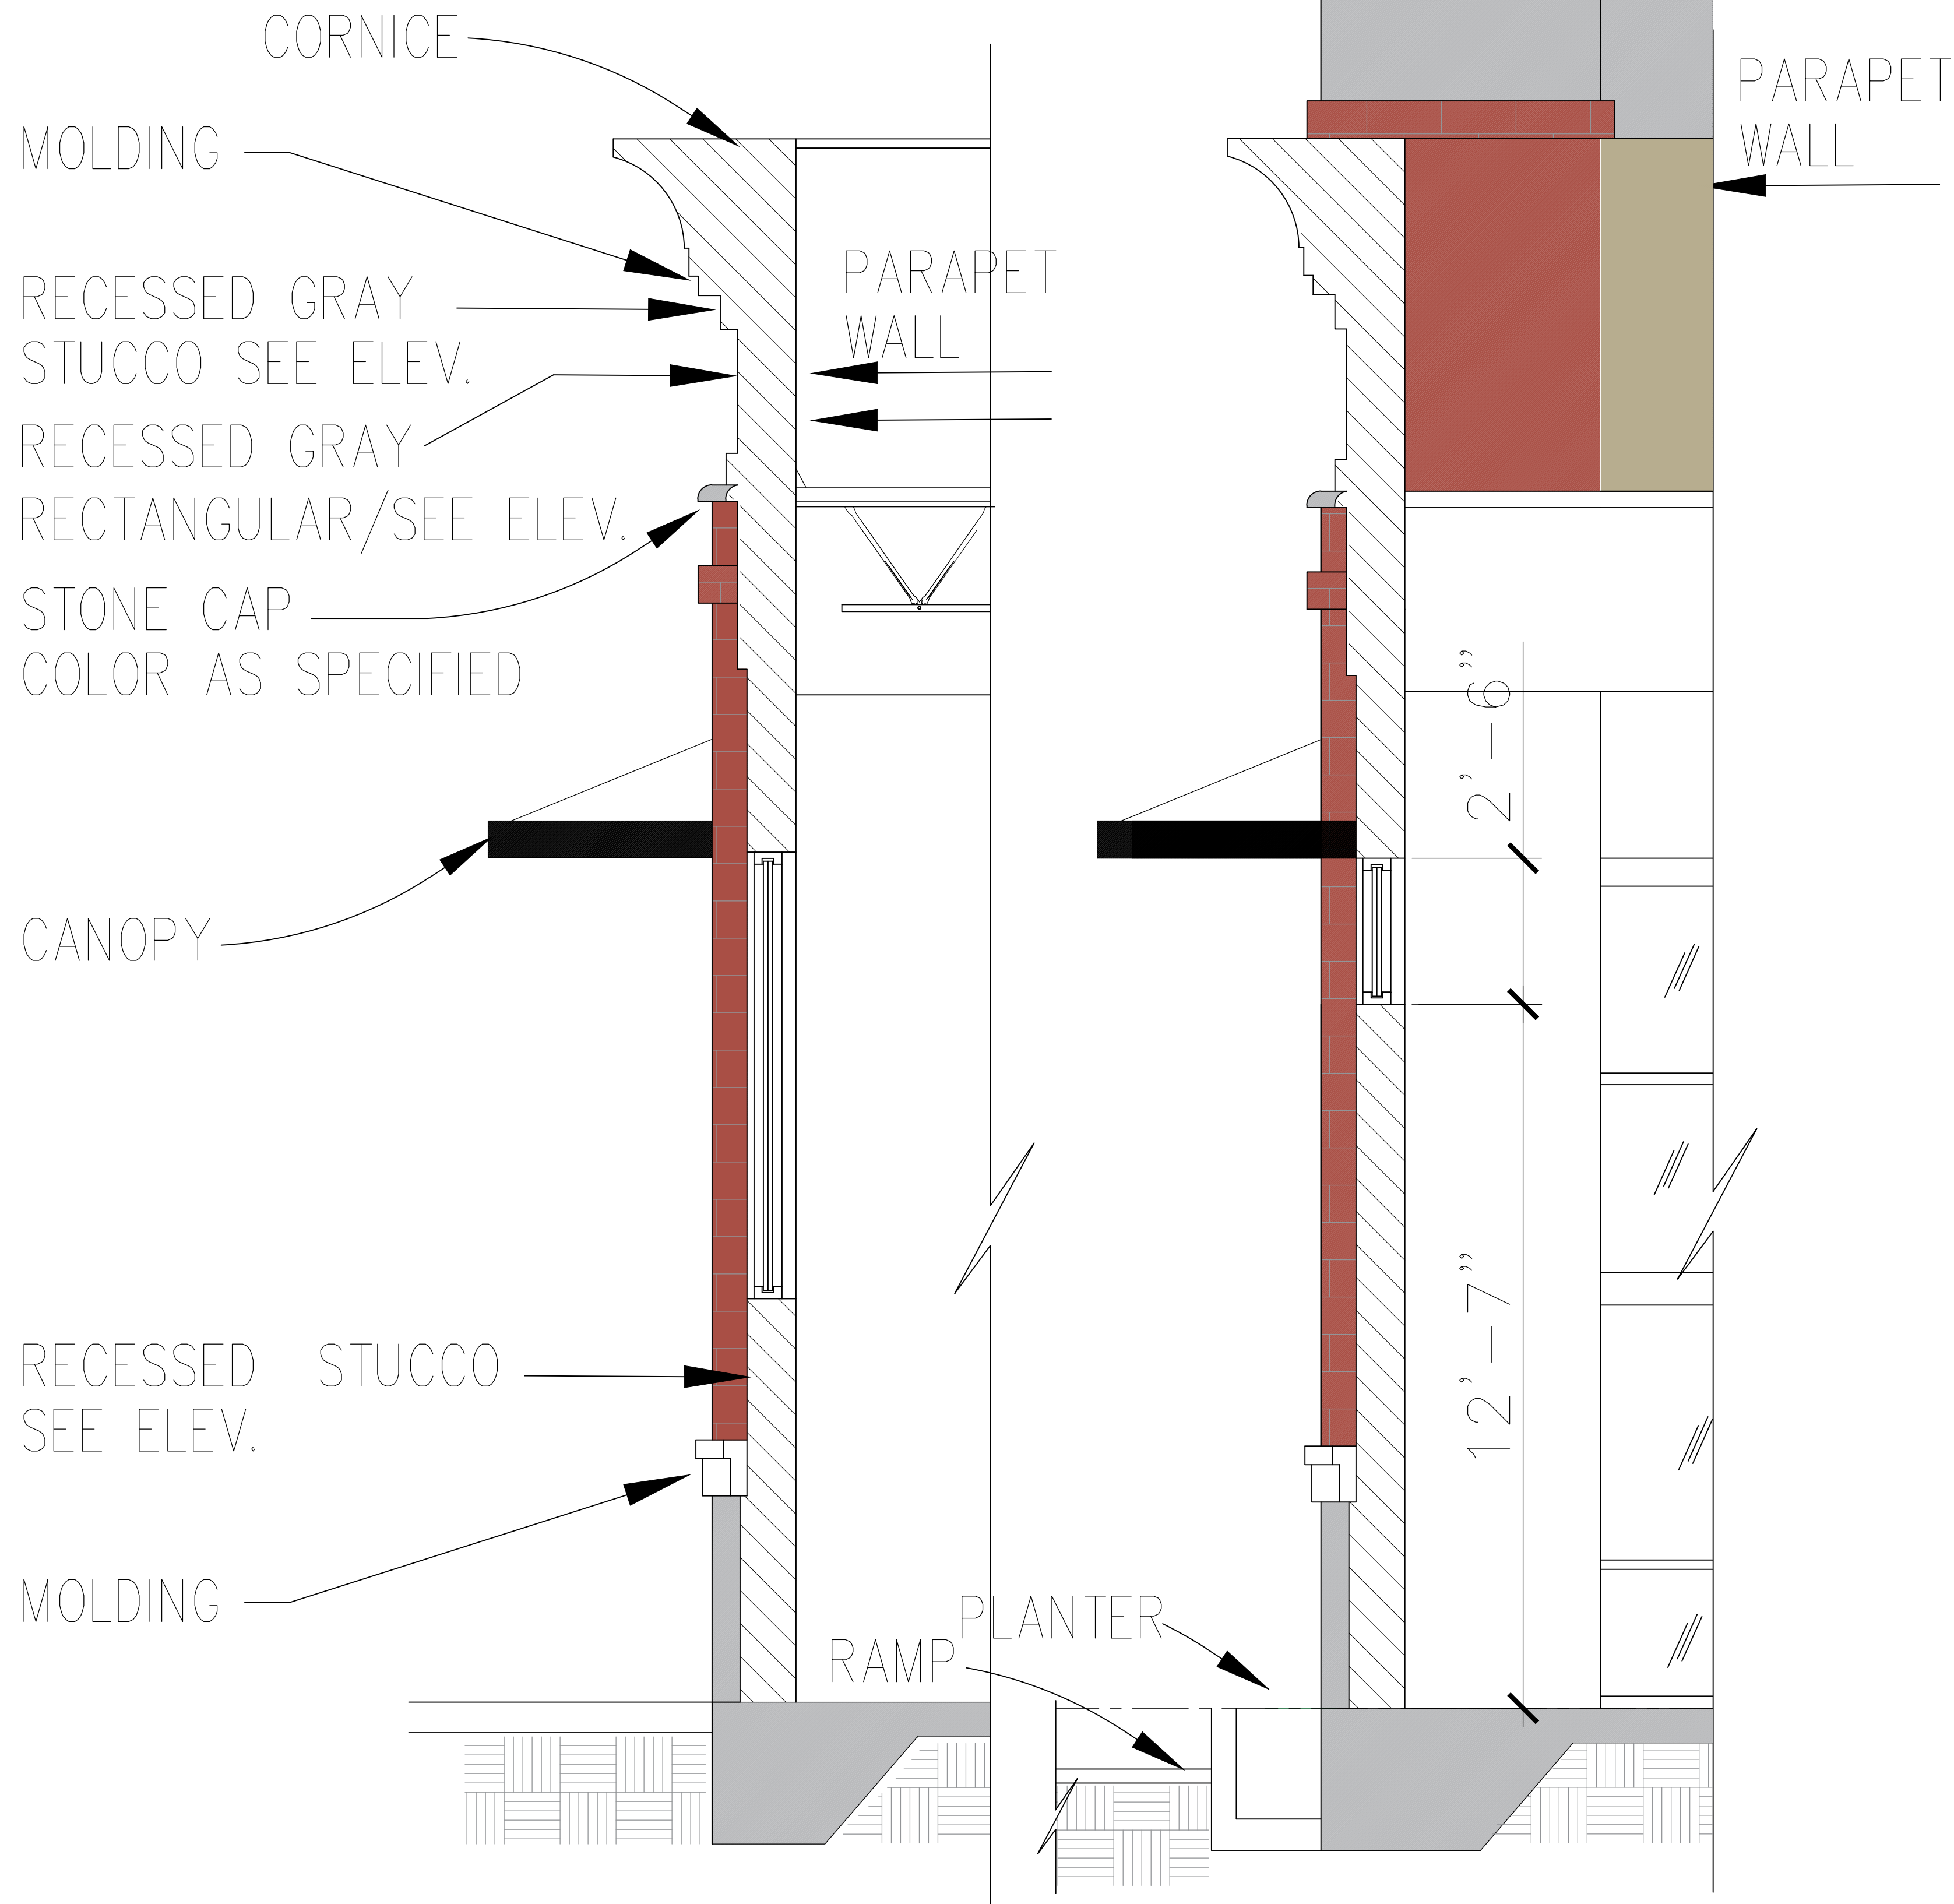 CORNICE
MOLDING
RECESSED GRAY
STUCCO SEE ELEV.
RECESSED GRAY
RECTANGULAR/SEE ELEV.
STONE CAP
COLOR AS SPECIFIED
CANOPY
RECESSED STUCCO
SEE ELEV.
MOLDING
PARAPET
WALL
RAMP
PLANTER
PARAPET
WALL
2'-6"
12'-7"